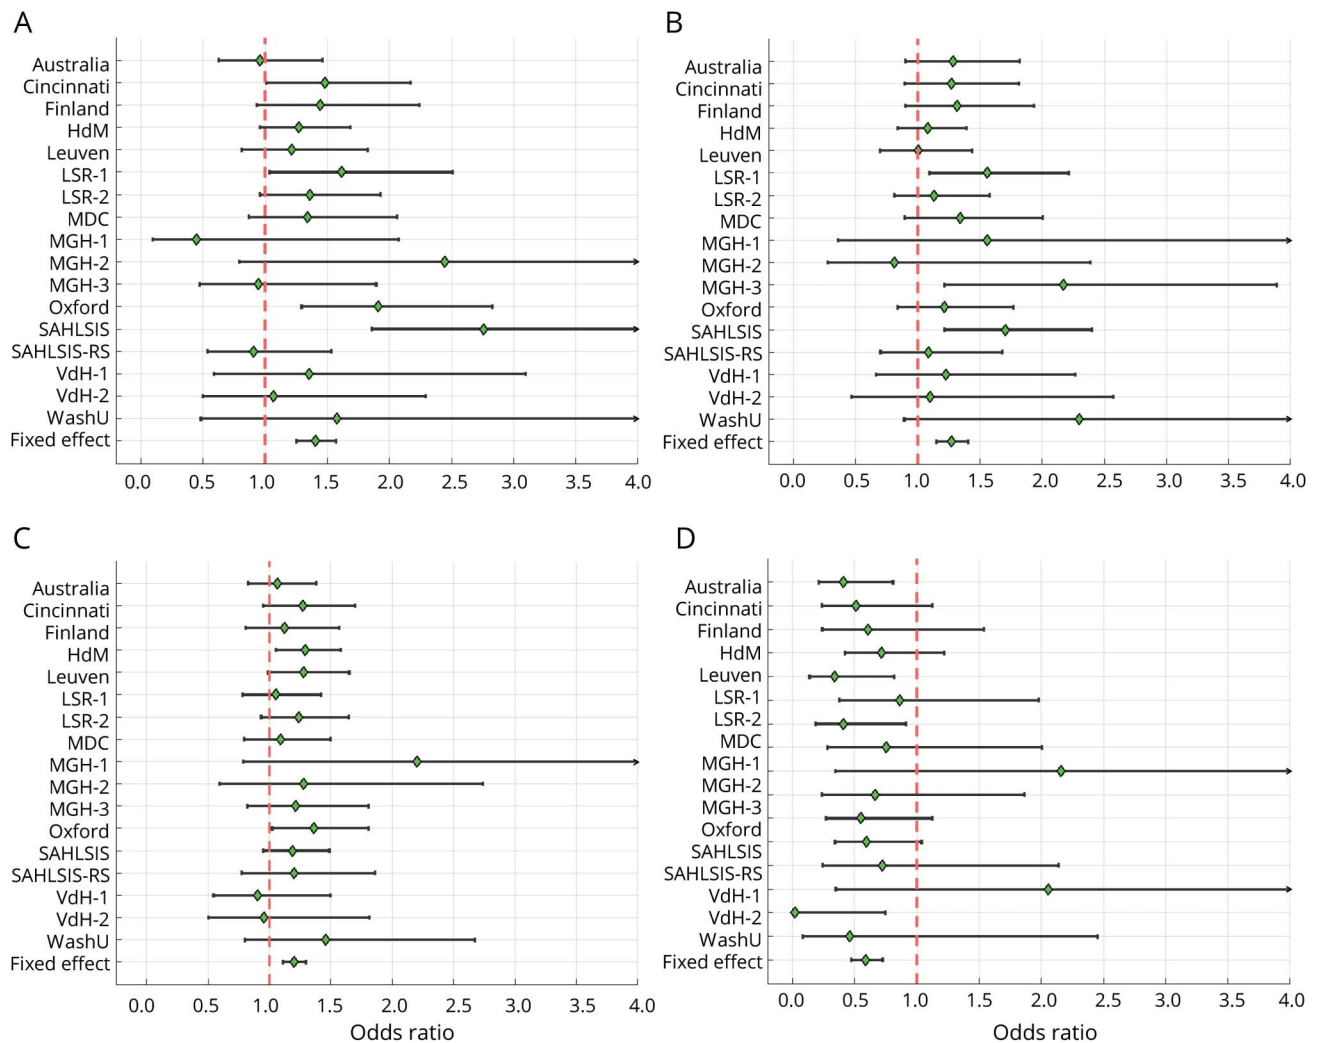 A
Australia
Cincinnati
Finland
HdM
Leuven
LSR-1
LSR-2
MDC
MGH-1
MGH-2
MGH-3
Oxford
SAHLSIS
SAHLSIS-RS
VdH-1
VdH-2
WashU
Fixed effect
0.0 0.5 1.0 1.5 2.0 2.5 3.0 3.5 4.0
B
Australia
Cincinnati
Finland
HdM
Leuven
LSR-1
LSR-2
MDC
MGH-1
MGH-2
MGH-3
Oxford
SAHLSIS
SAHLSIS-RS
VdH-1
VdH-2
WashU
Fixed effect
0.0 0.5 1.0 1.5 2.0 2.5 3.0 3.5 4.0
C
Australia
Cincinnati
Finland
HdM
Leuven
LSR-1
LSR-2
MDC
MGH-1
MGH-2
MGH-3
Oxford
SAHLSIS
SAHLSIS-RS
VdH-1
VdH-2
WashU
Fixed effect
0.0 0.5 1.0 1.5 2.0 2.5 3.0 3.5 4.0
Odds ratio
D
Australia
Cincinnati
Finland
HdM
Leuven
LSR-1
LSR-2
MDC
MGH-1
MGH-2
MGH-3
Oxford
SAHLSIS
SAHLSIS-RS
VdH-1
VdH-2
WashU
Fixed effect
0.0 0.5 1.0 1.5 2.0 2.5 3.0 3.5 4.0
Odds ratio